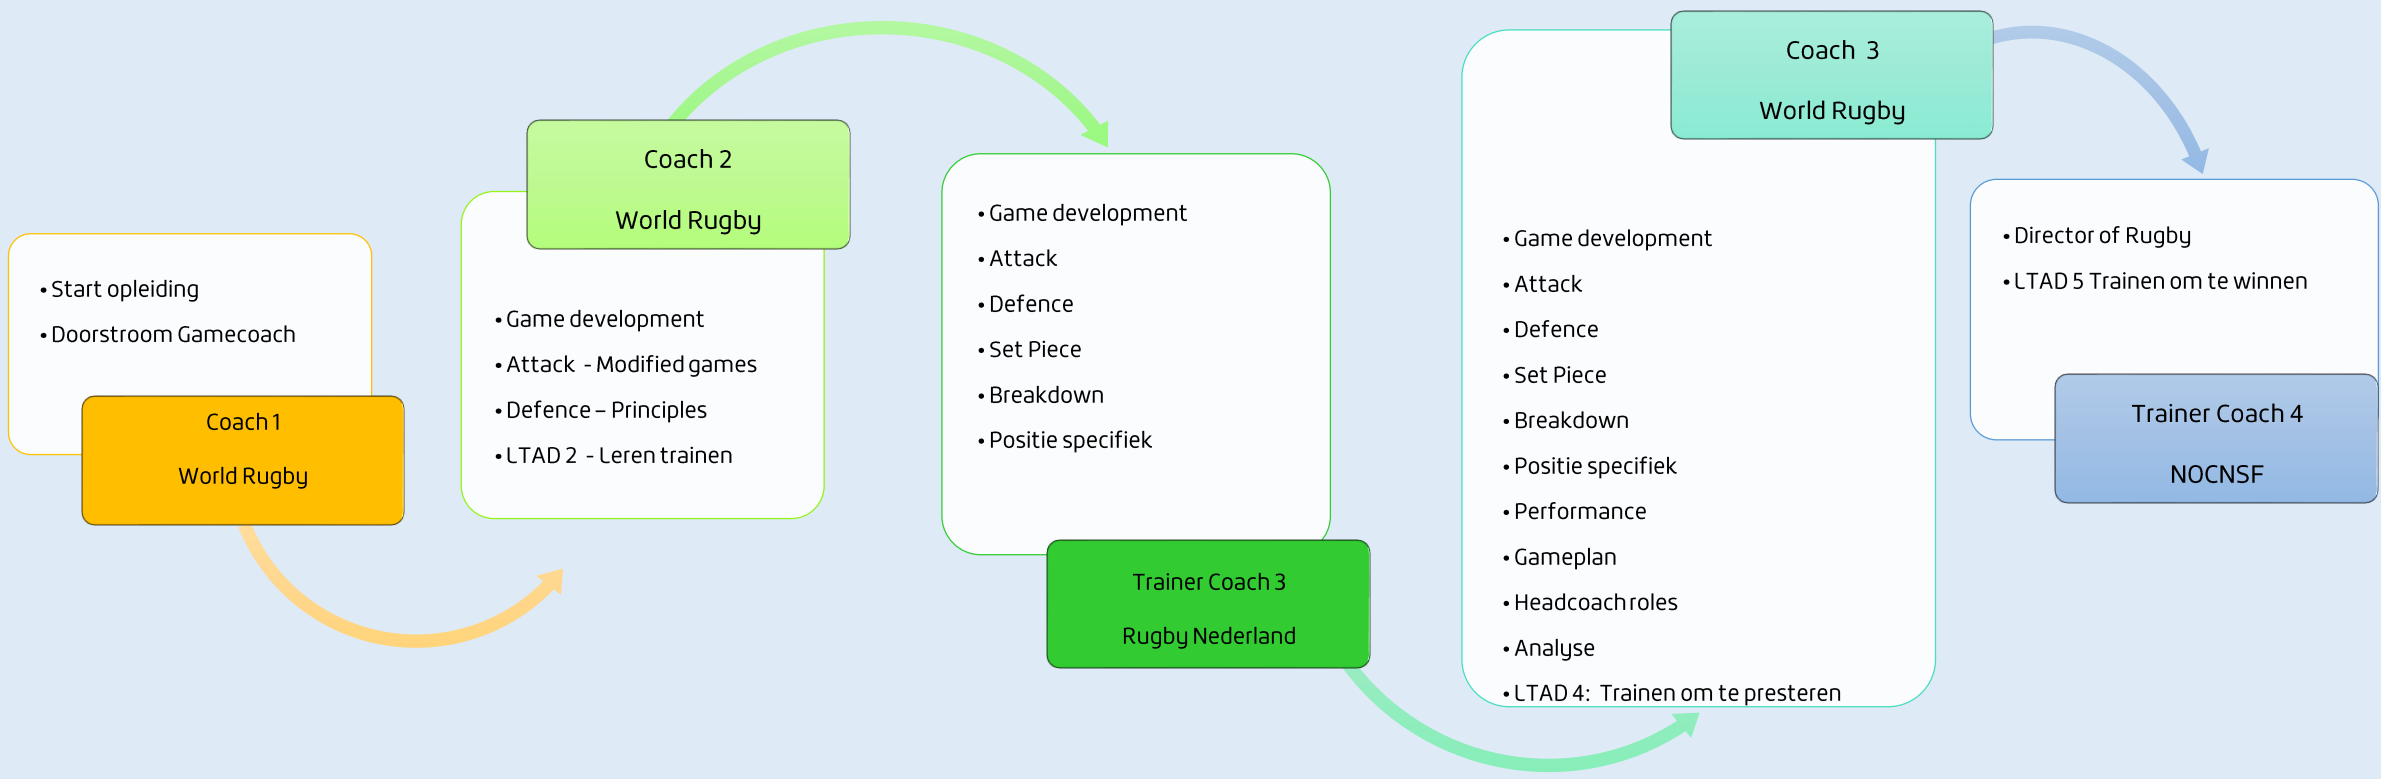 • Start opleiding
• Doorstroom Gamecoach
Coach 1
World Rugby
Coach 2
World Rugby
• Game development
• Attack - Modified games
• Defence – Principles
• LTAD 2 - Leren trainen
• Game development
• Attack
• Defence
• Set Piece
• Breakdown
• Positie specifiek
Trainer Coach 3
Rugby Nederland
Coach 3
World Rugby
• Game development
• Attack
• Defence
• Set Piece
• Breakdown
• Positie specifiek
• Performance
• Gameplan
• Headcoach roles
• Analyse
• LTAD 4: Trainen om te presteren
• Director of Rugby
• LTAD 5 Trainen om te winnen
Trainer Coach 4
NOCNSF